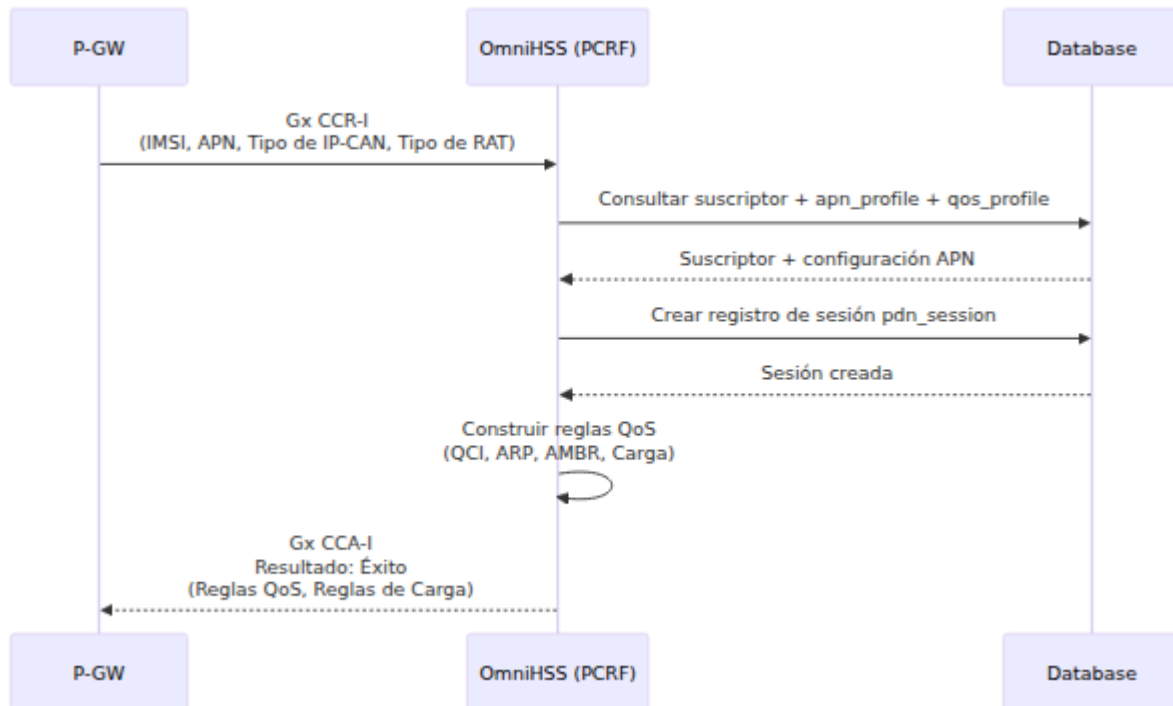 P-GW
OmniHSS (PCRF)
Database
Gx CCR-I
(IMSI, APN, Tipo de IP-CAN, Tipo de RAT)
Consultar suscriptor + apn_profile + qos_profile
Suscriptor + configuración APN
Crear registro de sesión pdn_session
Sesión creada
Construir reglas QoS
(QCI, ARP, AMBR, Carga)
Gx CCA-I
Resultado: Éxito
(Reglas QoS, Reglas de Carga)
P-GW
OmniHSS (PCRF)
Database